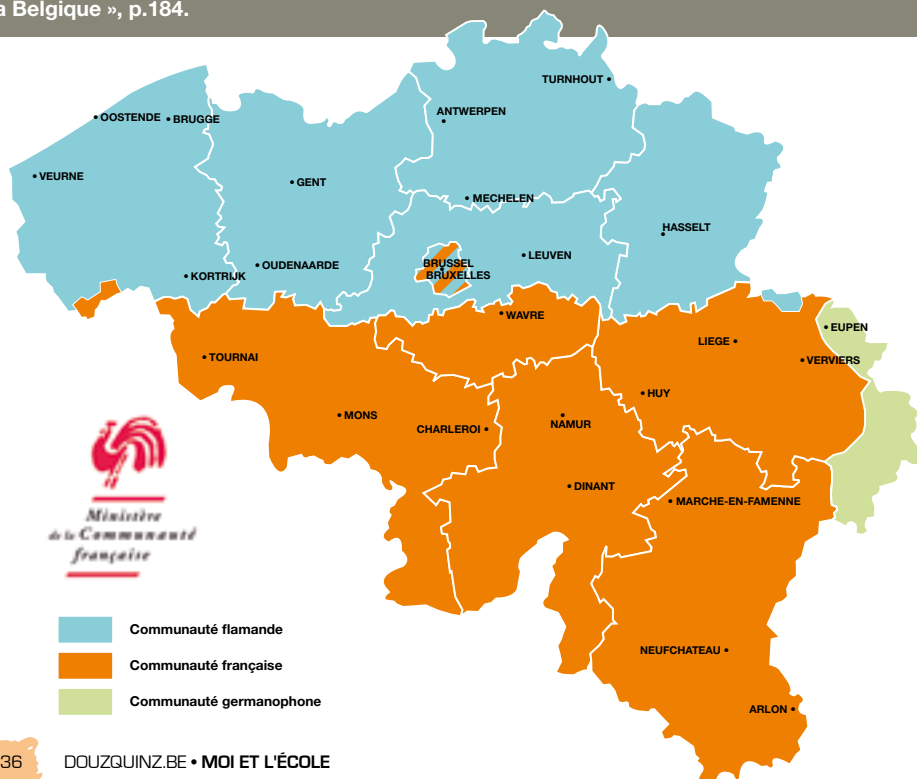 a Belgique », p.184.
TURNHOUT •
ANTWERPEN
• OOSTENDE
• BRUGGE
• VEURNE
• GENT
• MECHELEN
HASSELT
• LEUVEN
BRUSSEL
BRUXELLES
• OUDENAARDE
• KORTRIJK
• WAVRE
• EUPEN
LIEGE •
• TOURNAI
• VERVIERS
• HUY
• MONS
CHARLEROI •
NAMUR
• DINANT
• MARCHE-EN-FAMENNE
Ministère
de la Communauté
française
Communauté flamande
Communauté française
Communauté germanophone
NEUFCHATEAU •
ARLON •
36 DOUZQUINZ.BE • MOI ET L'ÉCOLE